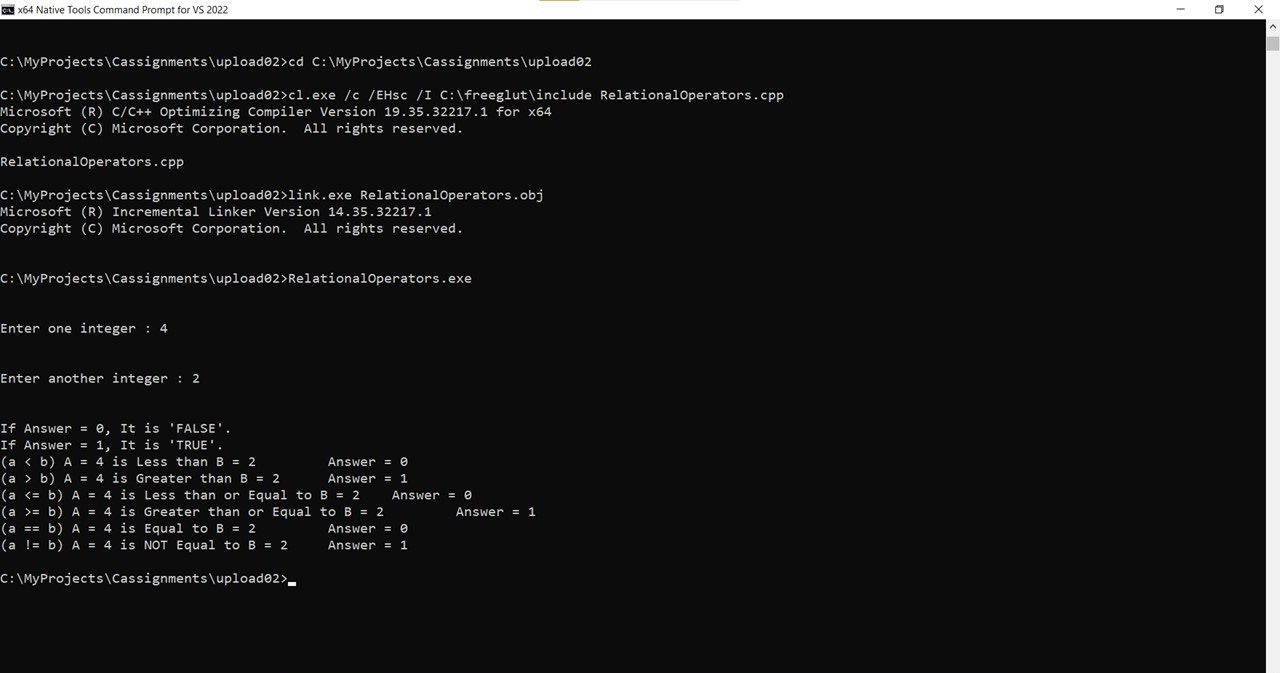 x64 Native Tools Command Prompt for VS 2022
C:\MyProjects\Cassignments\upload02>cd C:\MyProjects\Cassignments\upload02
C:\MyProjects\Cassignments\upload02>cl.exe /c /EHsc /I C:\freeglut\include RelationalOperators.cpp
Microsoft (R) C/C++ Optimizing Compiler Version 19.35.32217.1 for x64
Copyright (C) Microsoft Corporation.  All rights reserved.
RelationalOperators.cpp
C:\MyProjects\Cassignments\upload02>link.exe RelationalOperators.obj
Microsoft (R) Incremental Linker Version 14.35.32217.1
Copyright (C) Microsoft Corporation.  All rights reserved.
C:\MyProjects\Cassignments\upload02>RelationalOperators.exe
Enter one integer : 4
Enter another integer : 2
If Answer = 0, It is 'FALSE'.
If Answer = 1, It is 'TRUE'.
(a < b) A = 4 is Less than B = 2         Answer = 0
(a > b) A = 4 is Greater than B = 2      Answer = 1
(a <= b) A = 4 is Less than or Equal to B = 2    Answer = 0
(a >= b) A = 4 is Greater than or Equal to B = 2         Answer = 1
(a == b) A = 4 is Equal to B = 2         Answer = 0
(a != b) A = 4 is NOT Equal to B = 2     Answer = 1
C:\MyProjects\Cassignments\upload02>